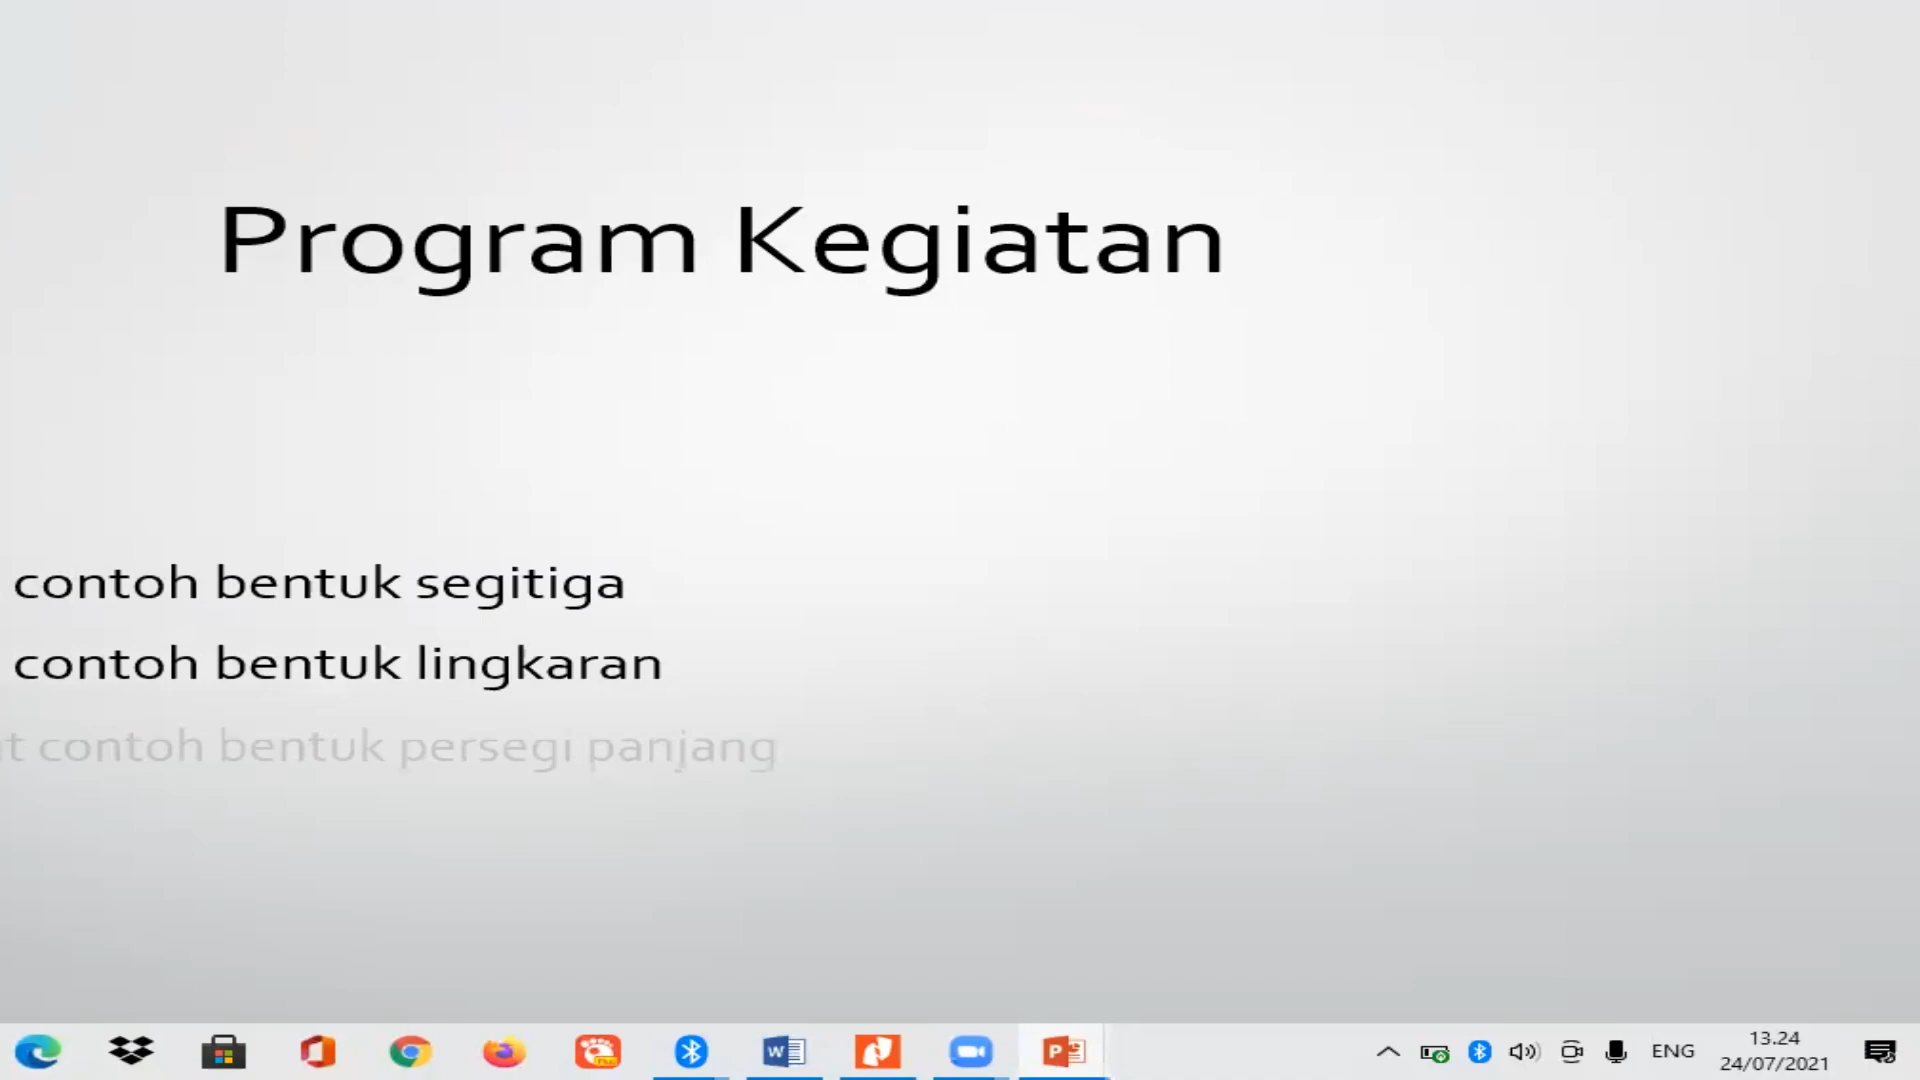 Program Kegiatan
contoh bentuk segitiga
contoh bentuk lingkaran
contoh bentuk persegi panjang
ENG
13.24
24/07/2021